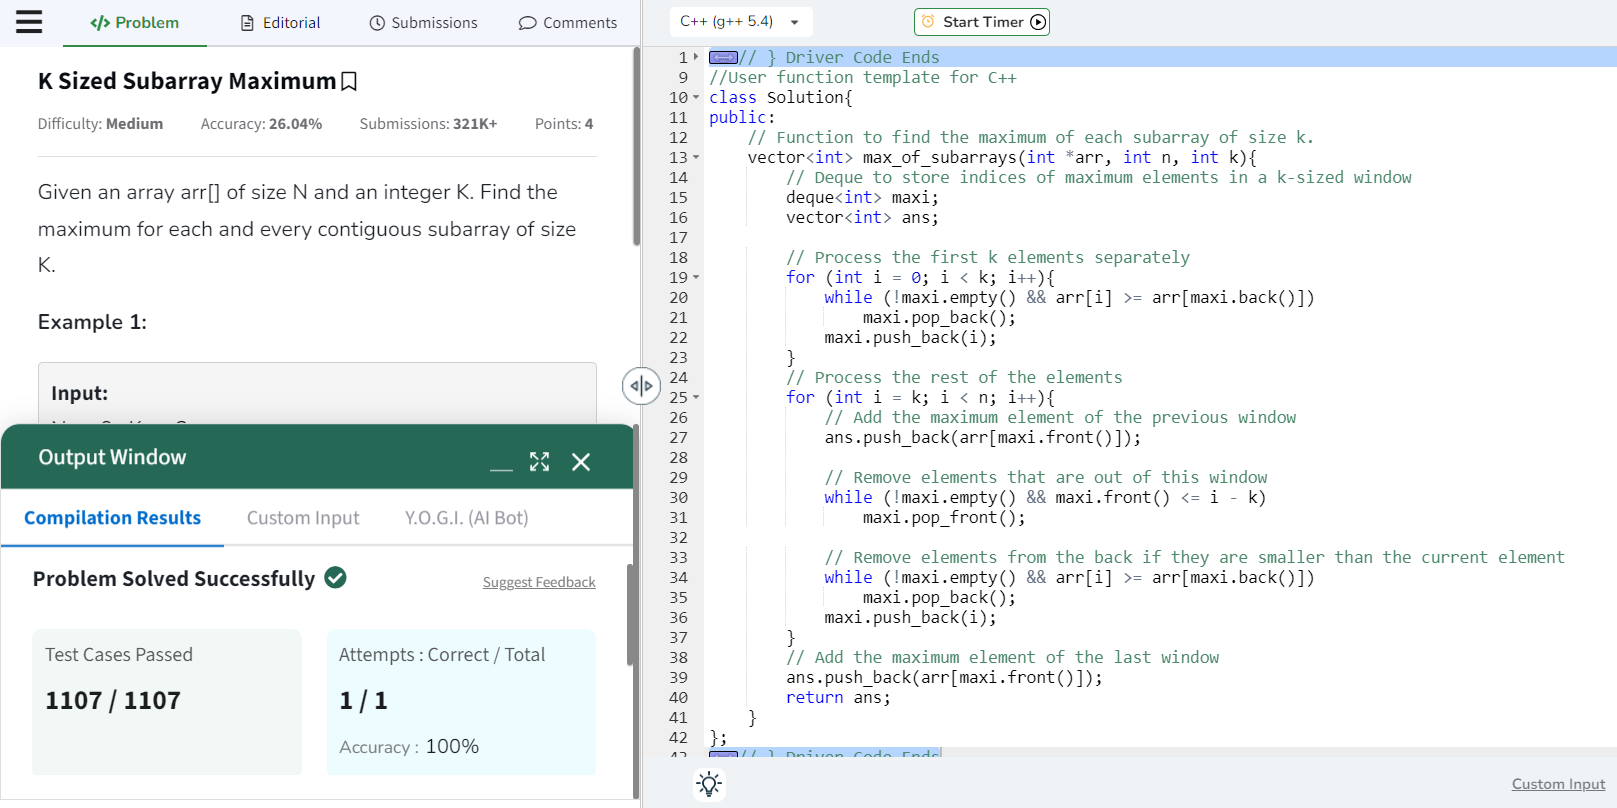 </> Problem
Editorial
Submissions
Comments
K Sized Subarray Maximum
Difficulty: Medium Accuracy: 26.04% Submissions: 321K+ Points: 4
Given an array arr[] of size N and an integer K. Find the
maximum for each and every contiguous subarray of size
K.
Example 1:
Input:
Output Window
Compilation Results
Custom Input
Y.O.G.I. (AI Bot)
Problem Solved Successfully
Suggest Feedback
Test Cases Passed
1107 / 1107
Attempts : Correct / Total
1 / 1
Accuracy : 100%
C++ (g++ 5.4)
Start Timer
1 // } Driver Code Ends
9 //User function template for C++
10 class Solution{
11 public:
12 // Function to find the maximum of each subarray of size k.
13 vector<int> max_of_subarrays(int *arr, int n, int k){
14 // Deque to store indices of maximum elements in a k-sized window
15 deque<int> maxi;
16 vector<int> ans;
17
18 // Process the first k elements separately
19 for (int i = 0; i < k; i++){
20 while (!maxi.empty() && arr[i] >= arr[maxi.back()])
21 maxi.pop_back();
22 maxi.push_back(i);
23 }
24 // Process the rest of the elements
25 for (int i = k; i < n; i++){
26 // Add the maximum element of the previous window
27 ans.push_back(arr[maxi.front()]);
28
29 // Remove elements that are out of this window
30 while (!maxi.empty() && maxi.front() <= i - k)
31 maxi.pop_front();
32
33 // Remove elements from the back if they are smaller than the current element
34 while (!maxi.empty() && arr[i] >= arr[maxi.back()])
35 maxi.pop_back();
36 maxi.push_back(i);
37 }
38 // Add the maximum element of the last window
39 ans.push_back(arr[maxi.front()]);
40 return ans;
41 }
42 };
// } Driver Code Ends
Custom Input